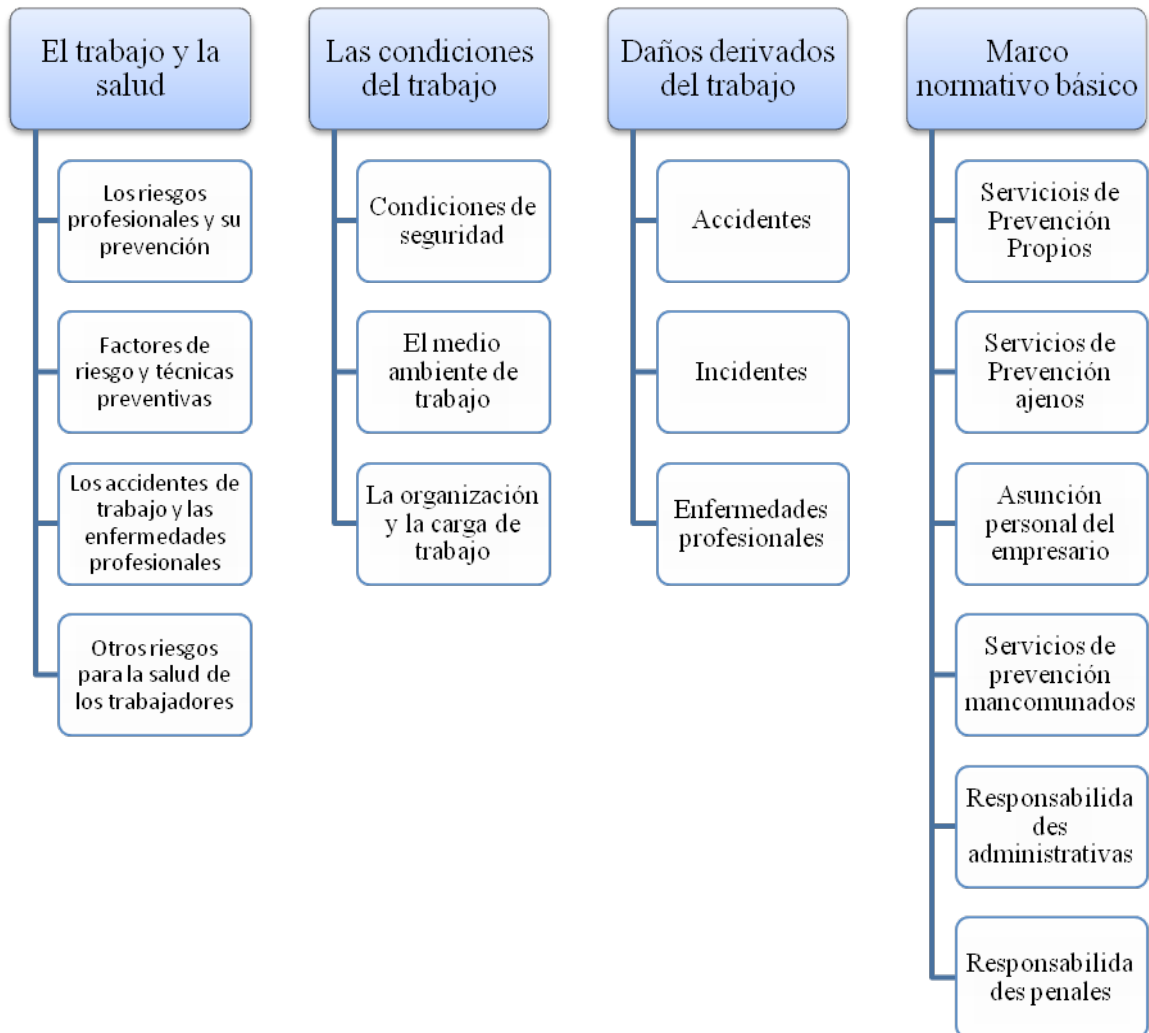 El trabajo y la
salud
Los riesgos
profesionales y su
prevención
Factores de
riesgo y técnicas
preventivas
Los accidentes de
trabajo y las
enfermedades
profesionales
Otros riesgos
para la salud de
los trabajadores
Las condiciones
del trabajo
Condiciones de
seguridad
El medio
ambiente de
trabajo
La organización
y la carga de
trabajo
Daños derivados
del trabajo
Accidentes
Incidentes
Enfermedades
profesionales
Marco
normativo básico
Serviciois de
Prevención
Propios
Servicios de
Prevención
ajenos
Asunción
personal del
empresario
Servicios de
prevención
mancomunados
Responsabilida
des
administrativas
Responsabilida
des penales